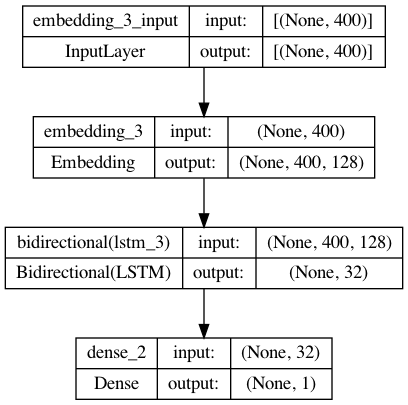 embedding_3_input input: [(None, 400)]
InputLayer output: [(None, 400)]
embedding_3 input: (None, 400)
Embedding output: (None, 400, 128)
bidirectional(lstm_3) input: (None, 400, 128)
Bidirectional(LSTM) output: (None, 32)
dense_2 input: (None, 32)
Dense output: (None, 1)